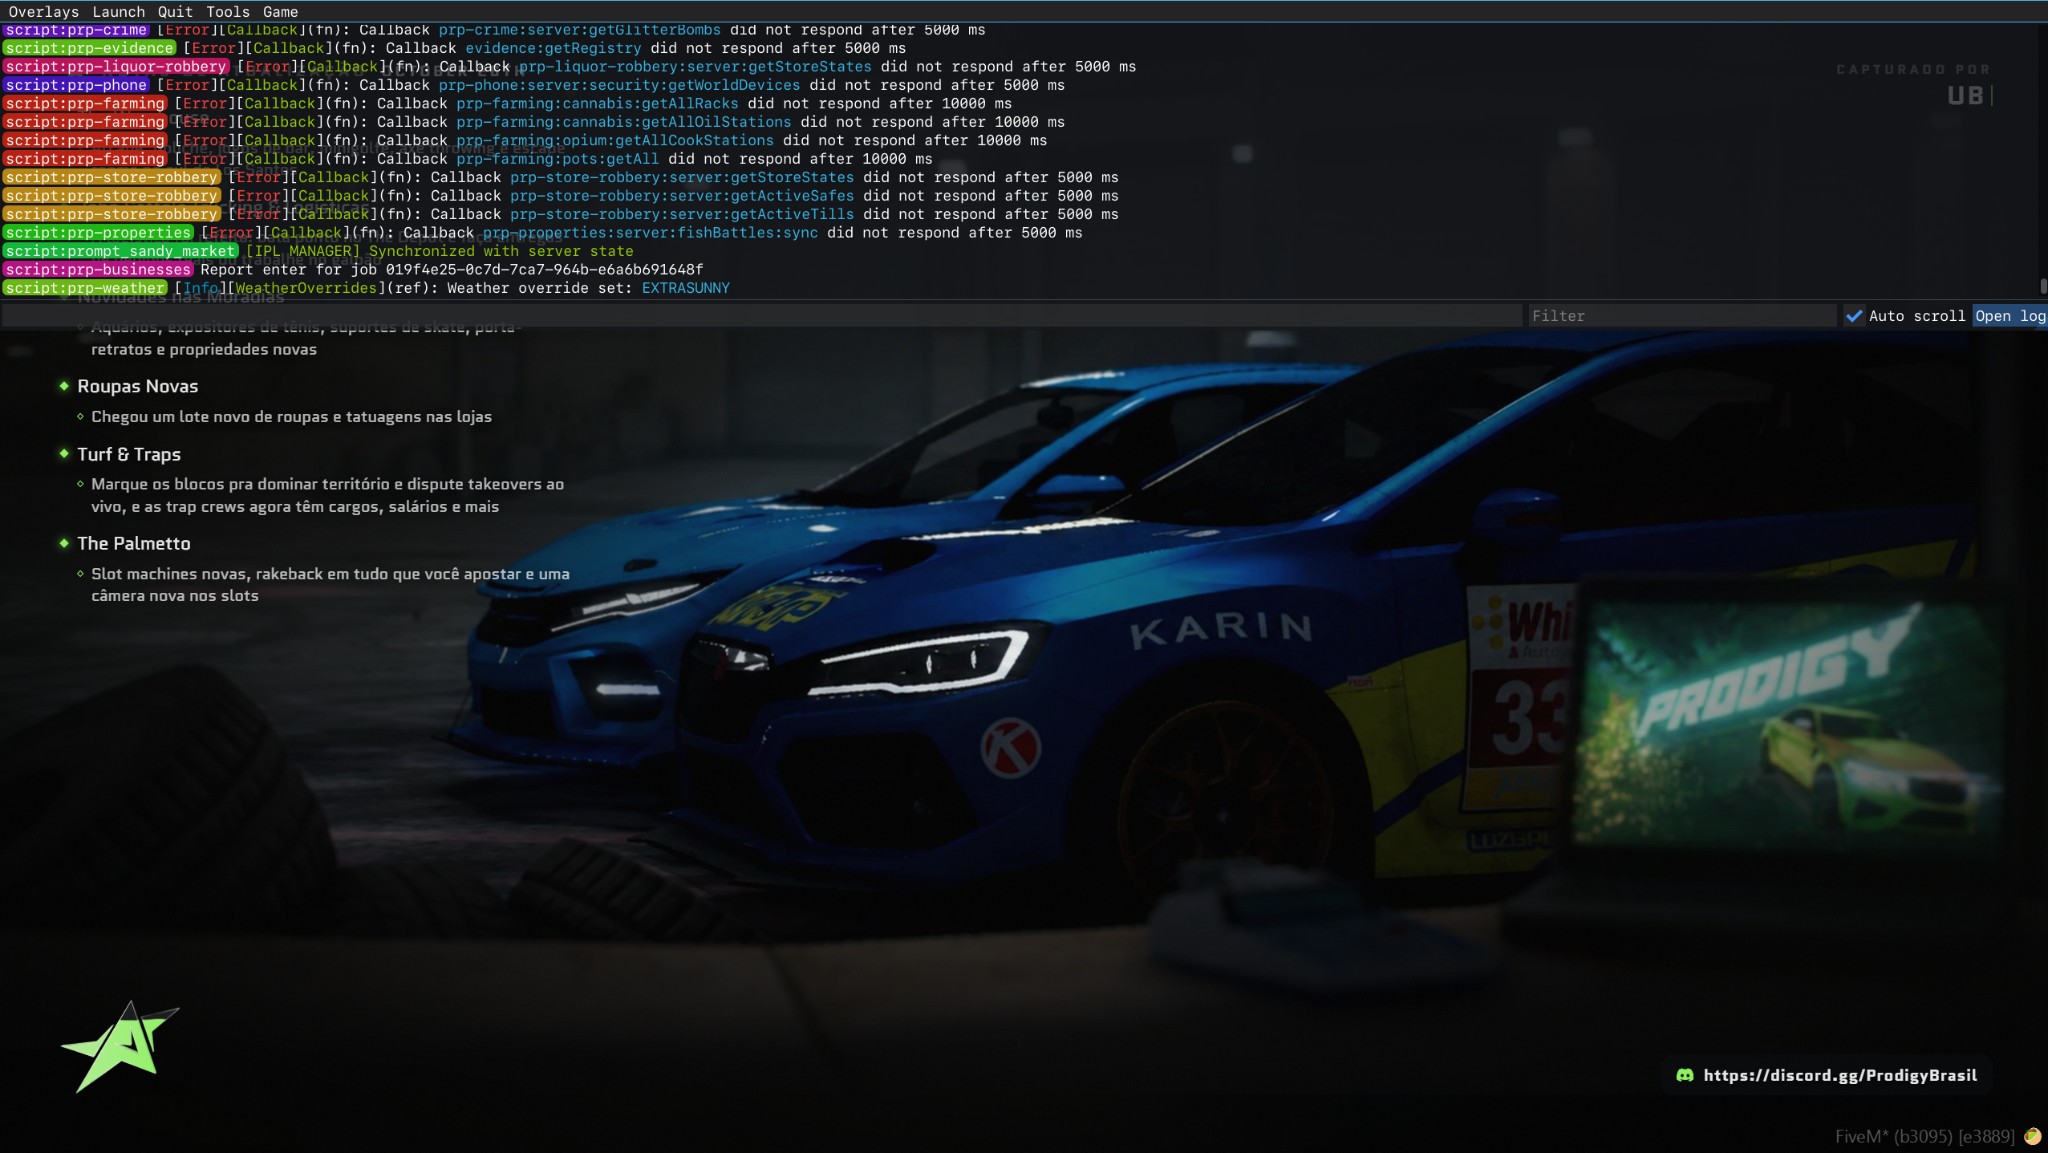 Overlays Launch Quit Tools Game
script:prp-crime [Error][Callback](fn): Callback prp-crime:server:getGlitterBombs did not respond after 5000 ms
script:prp-evidence [Error][Callback](fn): Callback evidence:getRegistry did not respond after 5000 ms
script:prp-liquor-robbery [Error][Callback](fn): Callback prp-liquor-robbery:server:getStoreStates did not respond after 5000 ms
CAPTURADO POR
script:prp-phone [Error][Callback](fn): Callback prp-phone:server:security:getWorldDevices did not respond after 5000 ms
UB
script:prp-farming [Error][Callback](fn): Callback prp-farming:cannabis:getAllRacks did not respond after 10000 ms
script:prp-farming [Error][Callback](fn): Callback prp-farming:cannabis:getAllOilStations did not respond after 10000 ms
script:prp-farming [Error][Callback](fn): Callback prp-farming:opium:getAllCookStations did not respond after 10000 ms
script:prp-farming [Error][Callback](fn): Callback prp-farming:pots:getAll did not respond after 10000 ms
script:prp-store-robbery [Error][Callback](fn): Callback prp-store-robbery:server:getStoreStates did not respond after 5000 ms
script:prp-store-robbery [Error][Callback](fn): Callback prp-store-robbery:server:getActiveSafes did not respond after 5000 ms
script:prp-store-robbery [Error][Callback](fn): Callback prp-store-robbery:server:getActiveTills did not respond after 5000 ms
script:prp-properties [Error][Callback](fn): Callback prp-properties:server:fishBattles:sync did not respond after 5000 ms
script:prompt_sandy_market [IPL MANAGER] Synchronized with server state
script:prp-businesses Report enter for job 019f4e25-0c7d-7ca7-964b-e6a6b691648f
script:prp-weather [Info][WeatherOverrides](ref): Weather override set: EXTRASUNNY
Novidades nas Moradias
Filter Auto scroll Open log
Aquários, expositores de tênis, suportes de skate, porta-
retratos e propriedades novas
Roupas Novas
Chegou um lote novo de roupas e tatuagens nas lojas
Turf & Traps
Marque os blocos pra dominar território e dispute takeovers ao
vivo, e as trap crews agora têm cargos, salários e mais
The Palmetto
Slot machines novas, rakeback em tudo que você apostar e uma
câmera nova nos slots
KARIN
Whi
33
K
PRODIGY
https://discord.gg/ProdigyBrasil
FiveM* (b3095) [e3889]